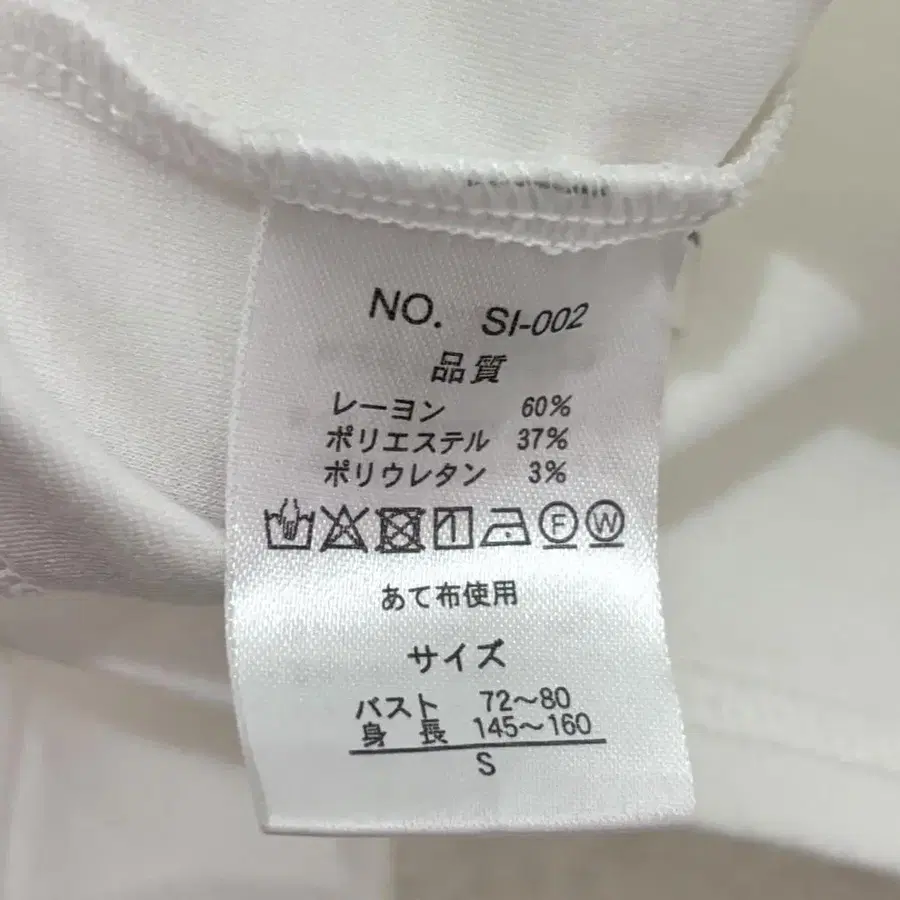 NO. SI-002
品質
レーヨン 60%
ポリエステル 37%
ポリウレタン 3%
F W
あて布使用
サイズ
バスト 72～80
身長 145～160
S